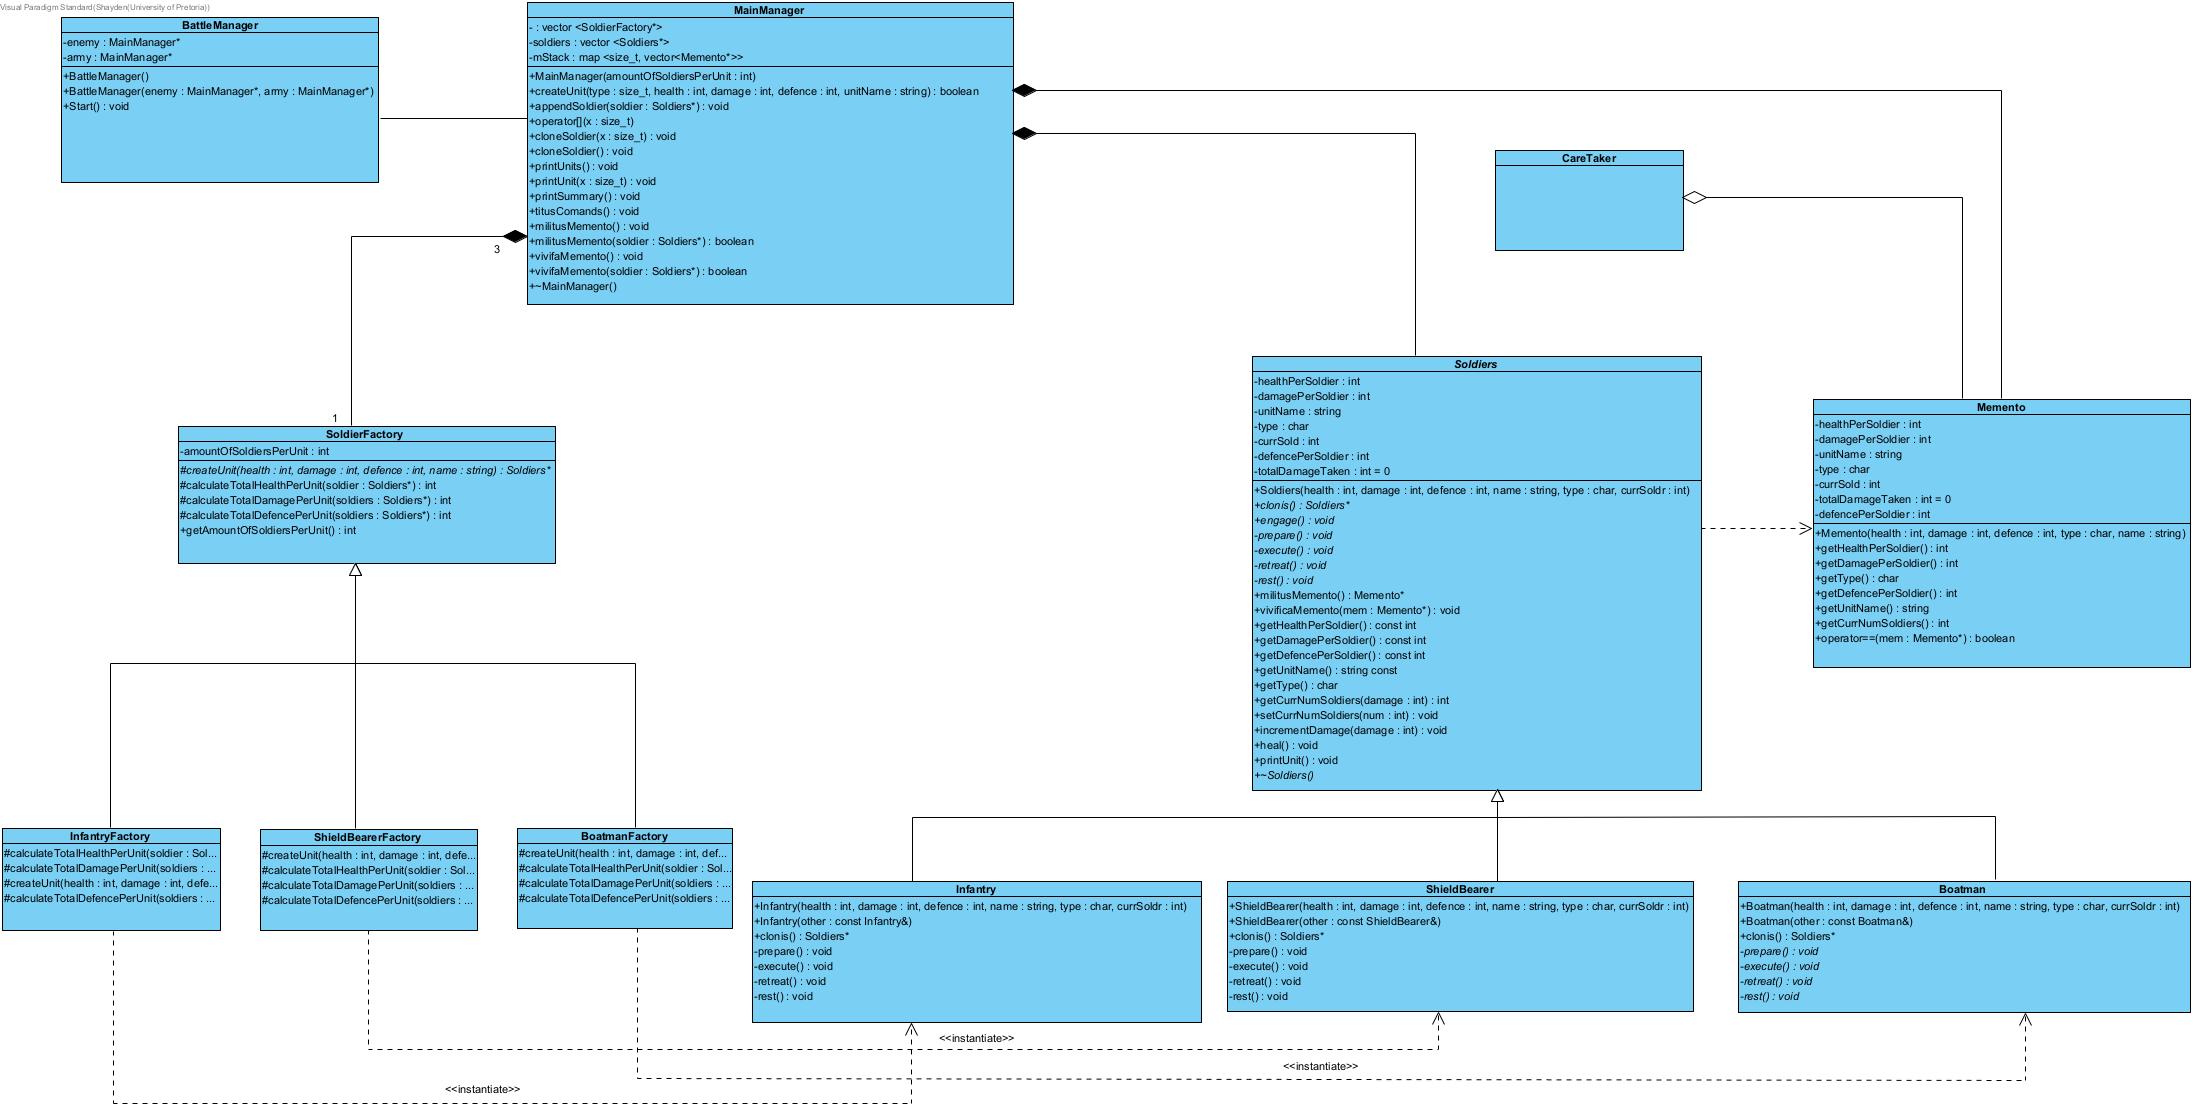 Visual Paradigm Standard(Shayden(University of Pretoria))
BattleManager
-enemy : MainManager*
-army : MainManager*
+BattleManager()
+BattleManager(enemy : MainManager*, army : MainManager*)
+Start() : void
MainManager
- : vector <SoldierFactory*>
-soldiers : vector <Soldiers*>
-mStack : map <size_t, vector<Memento*>>
+MainManager(amountOfSoldiersPerUnit : int)
+createUnit(type : size_t, health : int, damage : int, defence : int, unitName : string) : boolean
+appendSoldier(soldier : Soldiers*) : void
+operator[](x : size_t)
+cloneSoldier(x : size_t) : void
+cloneSoldier() : void
+printUnits() : void
+printUnit(x : size_t) : void
+printSummary() : void
+titusComands() : void
+militusMemento() : void
+militusMemento(soldier : Soldiers*) : boolean
+vivifaMemento() : void
+vivifaMemento(soldier : Soldiers*) : boolean
+~MainManager()
CareTaker
3
1
SoldierFactory
-amountOfSoldiersPerUnit : int
#createUnit(health : int, damage : int, defence : int, name : string) : Soldiers*
#calculateTotalHealthPerUnit(soldier : Soldiers*) : int
#calculateTotalDamagePerUnit(soldiers : Soldiers*) : int
#calculateTotalDefencePerUnit(soldiers : Soldiers*) : int
+getAmountOfSoldiersPerUnit() : int
Soldiers
-healthPerSoldier : int
-damagePerSoldier : int
-unitName : string
-type : char
-currSold : int
-defencePerSoldier : int
-totalDamageTaken : int = 0
+Soldiers(health : int, damage : int, defence : int, name : string, type : char, currSoldr : int)
+clonis() : Soldiers*
+engage() : void
-prepare() : void
-execute() : void
-retreat() : void
-rest() : void
+militusMemento() : Memento*
+vivificaMemento(mem : Memento*) : void
+getHealthPerSoldier() : const int
+getDamagePerSoldier() : const int
+getDefencePerSoldier() : const int
+getUnitName() : string const
+getType() : char
+getCurrNumSoldiers(damage : int) : int
+setCurrNumSoldiers(num : int) : void
+incrementDamage(damage : int) : void
+heal() : void
+printUnit() : void
+~Soldiers()
Memento
-healthPerSoldier : int
-damagePerSoldier : int
-unitName : string
-type : char
-currSold : int
-totalDamageTaken : int = 0
-defencePerSoldier : int
+Memento(health : int, damage : int, defence : int, type : char, name : string)
+getHealthPerSoldier() : int
+getDamagePerSoldier() : int
+getType() : char
+getDefencePerSoldier() : int
+getUnitName() : string
+getCurrNumSoldiers() : int
+operator==(mem : Memento*) : boolean
InfantryFactory
#calculateTotalHealthPerUnit(soldier : Sol...
#calculateTotalDamagePerUnit(soldiers : ...
#createUnit(health : int, damage : int, defe...
#calculateTotalDefencePerUnit(soldiers : ...
ShieldBearerFactory
#createUnit(health : int, damage : int, defe...
#calculateTotalHealthPerUnit(soldier : Sol...
#calculateTotalDamagePerUnit(soldiers : ...
#calculateTotalDefencePerUnit(soldiers : ...
BoatmanFactory
#createUnit(health : int, damage : int, def...
#calculateTotalHealthPerUnit(soldier : Sol...
#calculateTotalDamagePerUnit(soldiers : ...
#calculateTotalDefencePerUnit(soldiers : ...
Infantry
+Infantry(health : int, damage : int, defence : int, name : string, type : char, currSoldr : int)
+Infantry(other : const Infantry&)
+clonis() : Soldiers*
-prepare() : void
-execute() : void
-retreat() : void
-rest() : void
ShieldBearer
+ShieldBearer(health : int, damage : int, defence : int, name : string, type : char, currSoldr : int)
+ShieldBearer(other : const ShieldBearer&)
+clonis() : Soldiers*
-prepare() : void
-execute() : void
-retreat() : void
-rest() : void
Boatman
+Boatman(health : int, damage : int, defence : int, name : string, type : char, currSoldr : int)
+Boatman(other : const Boatman&)
+clonis() : Soldiers*
-prepare() : void
-execute() : void
-retreat() : void
-rest() : void
<<instantiate>>
<<instantiate>>
<<instantiate>>